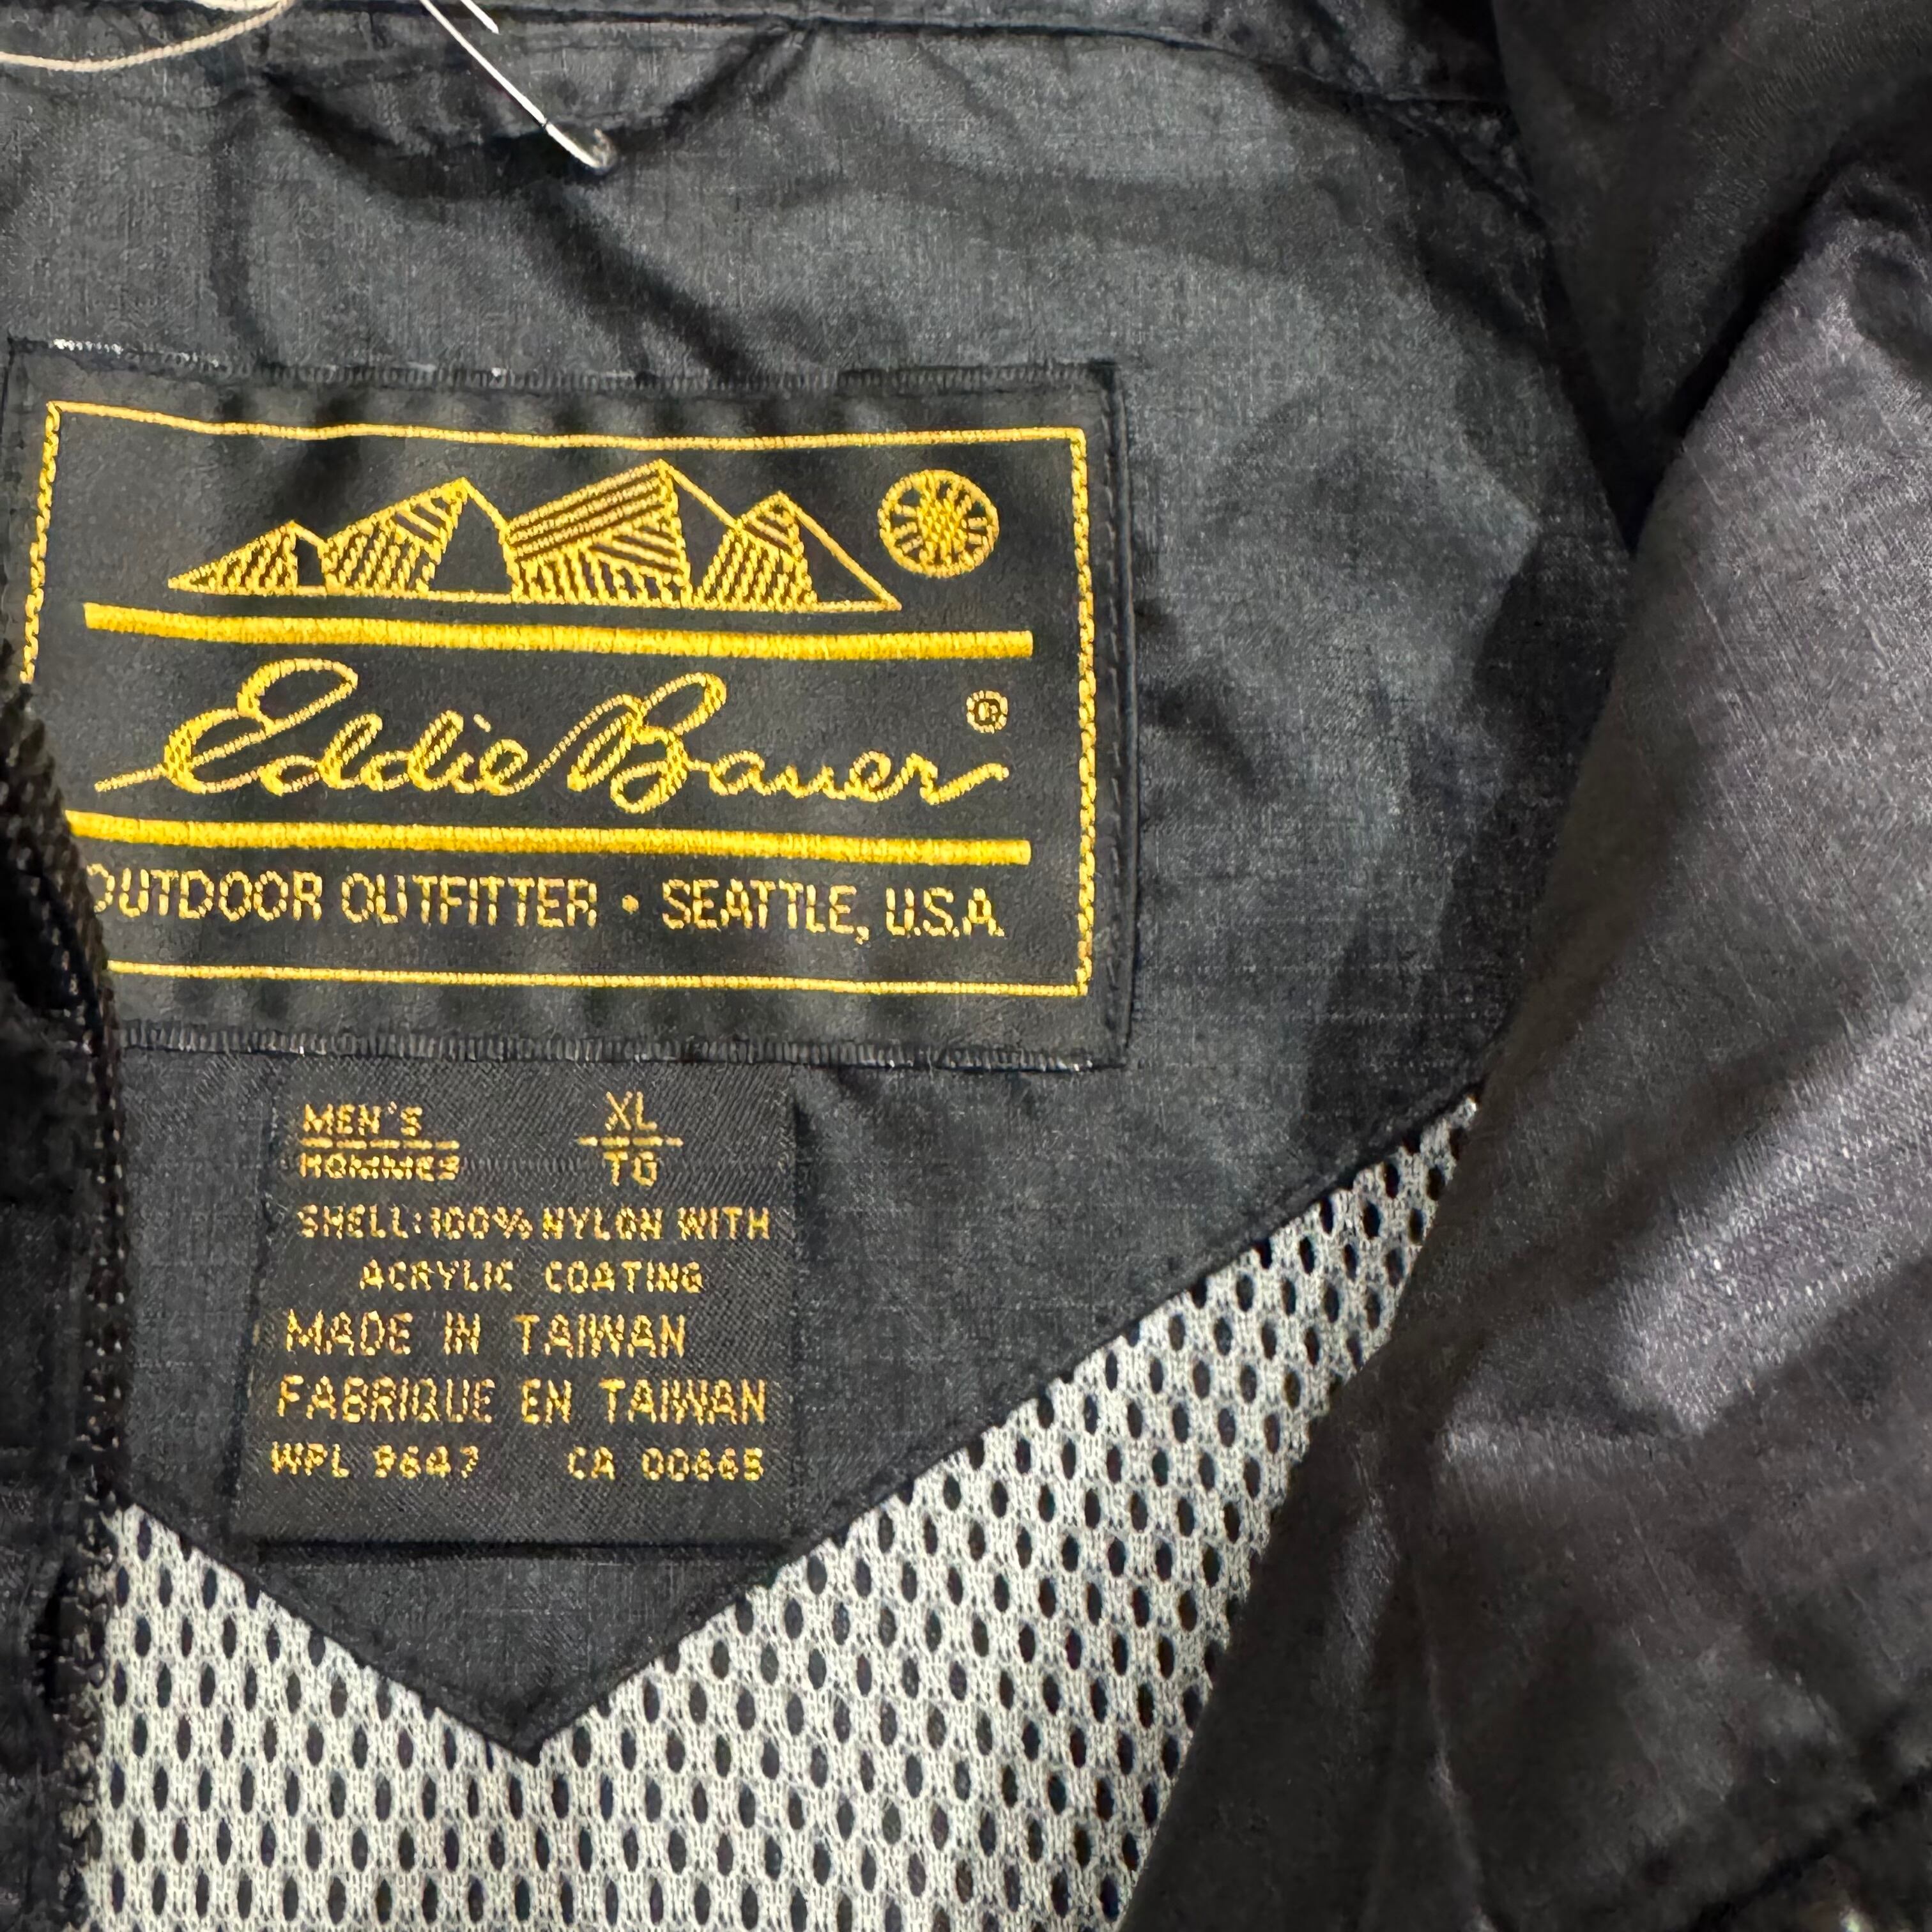 Eddie Bauer®
OUTDOOR OUTFITTER • SEATTLE, U.S.A.
MEN'S XL
HOMMES TG
SHELL: 100% NYLON WITH
ACRYLIC COATING
MADE IN TAIWAN
FABRIQUE EN TAIWAN
WPL 9647 CA 00665